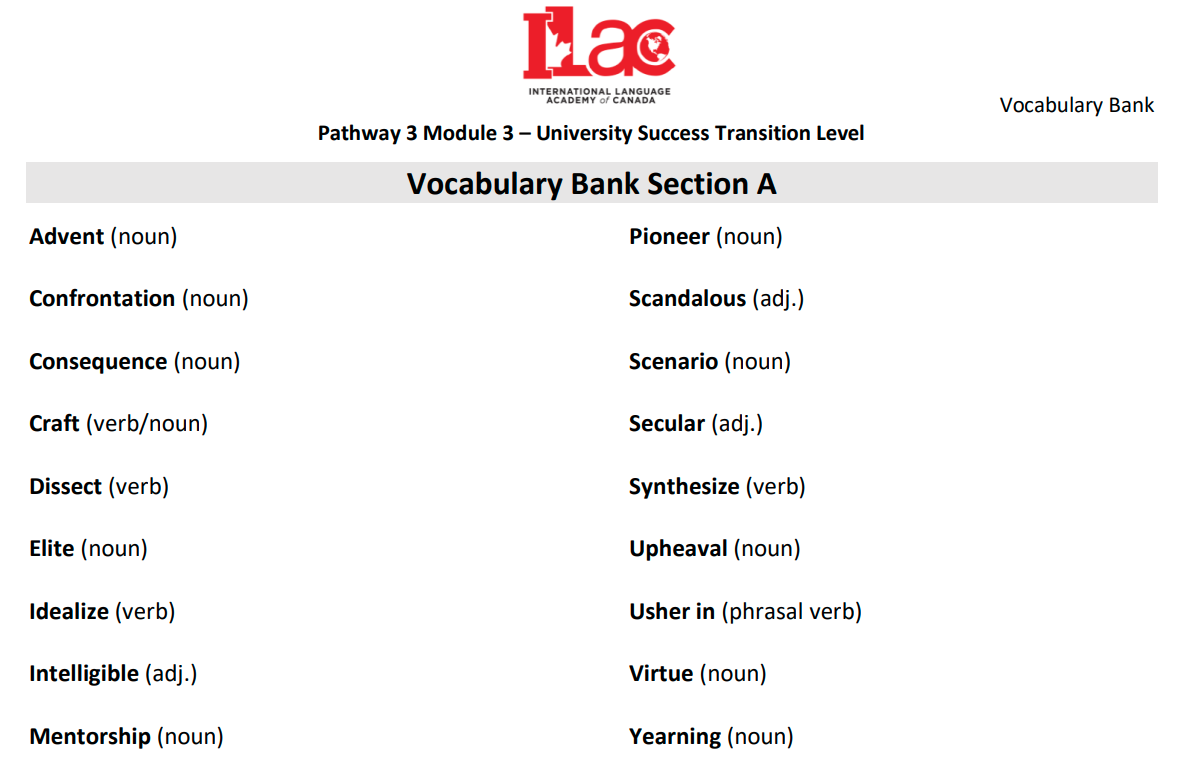 ILac
INTERNATIONAL LANGUAGE
ACADEMY of CANADA
Vocabulary Bank
Pathway 3 Module 3 – University Success Transition Level
Vocabulary Bank Section A
Advent (noun)
Confrontation (noun)
Consequence (noun)
Craft (verb/noun)
Dissect (verb)
Elite (noun)
Idealize (verb)
Intelligible (adj.)
Mentorship (noun)
Pioneer (noun)
Scandalous (adj.)
Scenario (noun)
Secular (adj.)
Synthesize (verb)
Upheaval (noun)
Usher in (phrasal verb)
Virtue (noun)
Yearning (noun)